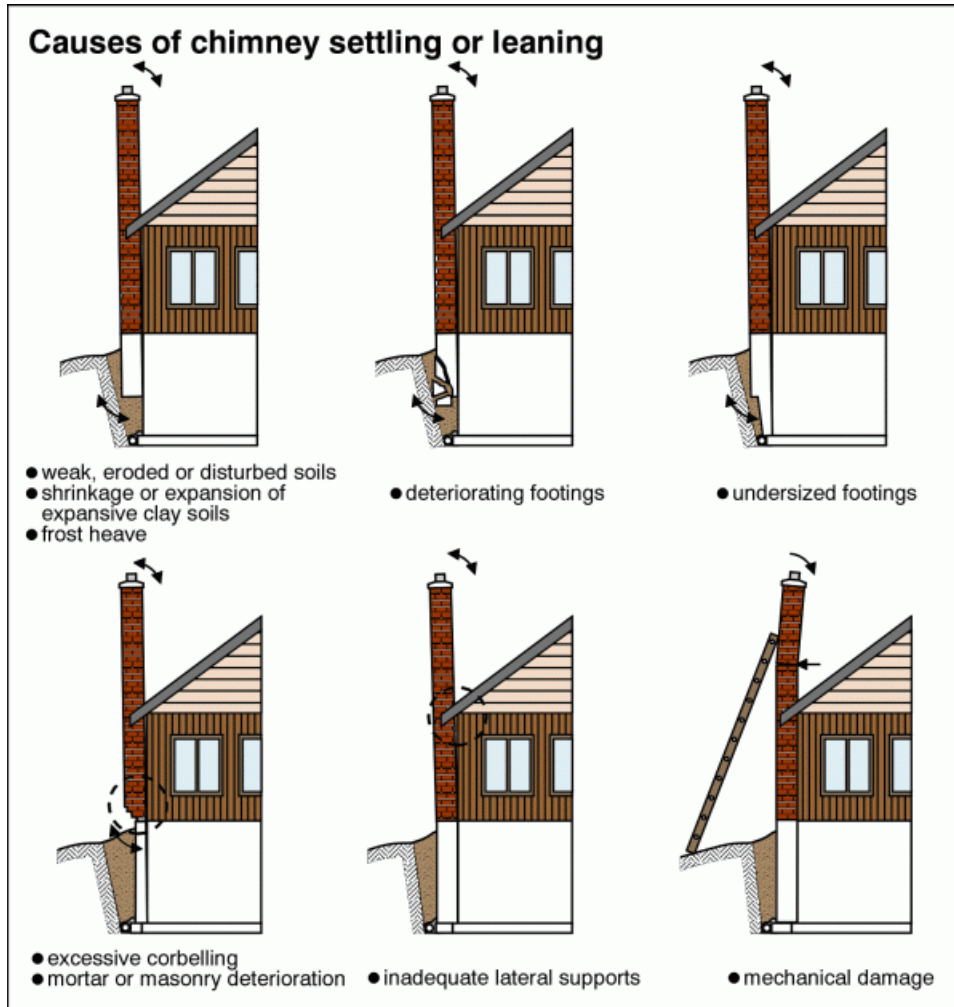 Causes of chimney settling or leaning
● weak, eroded or disturbed soils
● shrinkage or expansion of
expansive clay soils
● frost heave
● deteriorating footings
● undersized footings
● excessive corbelling
● mortar or masonry deterioration
● inadequate lateral supports
● mechanical damage